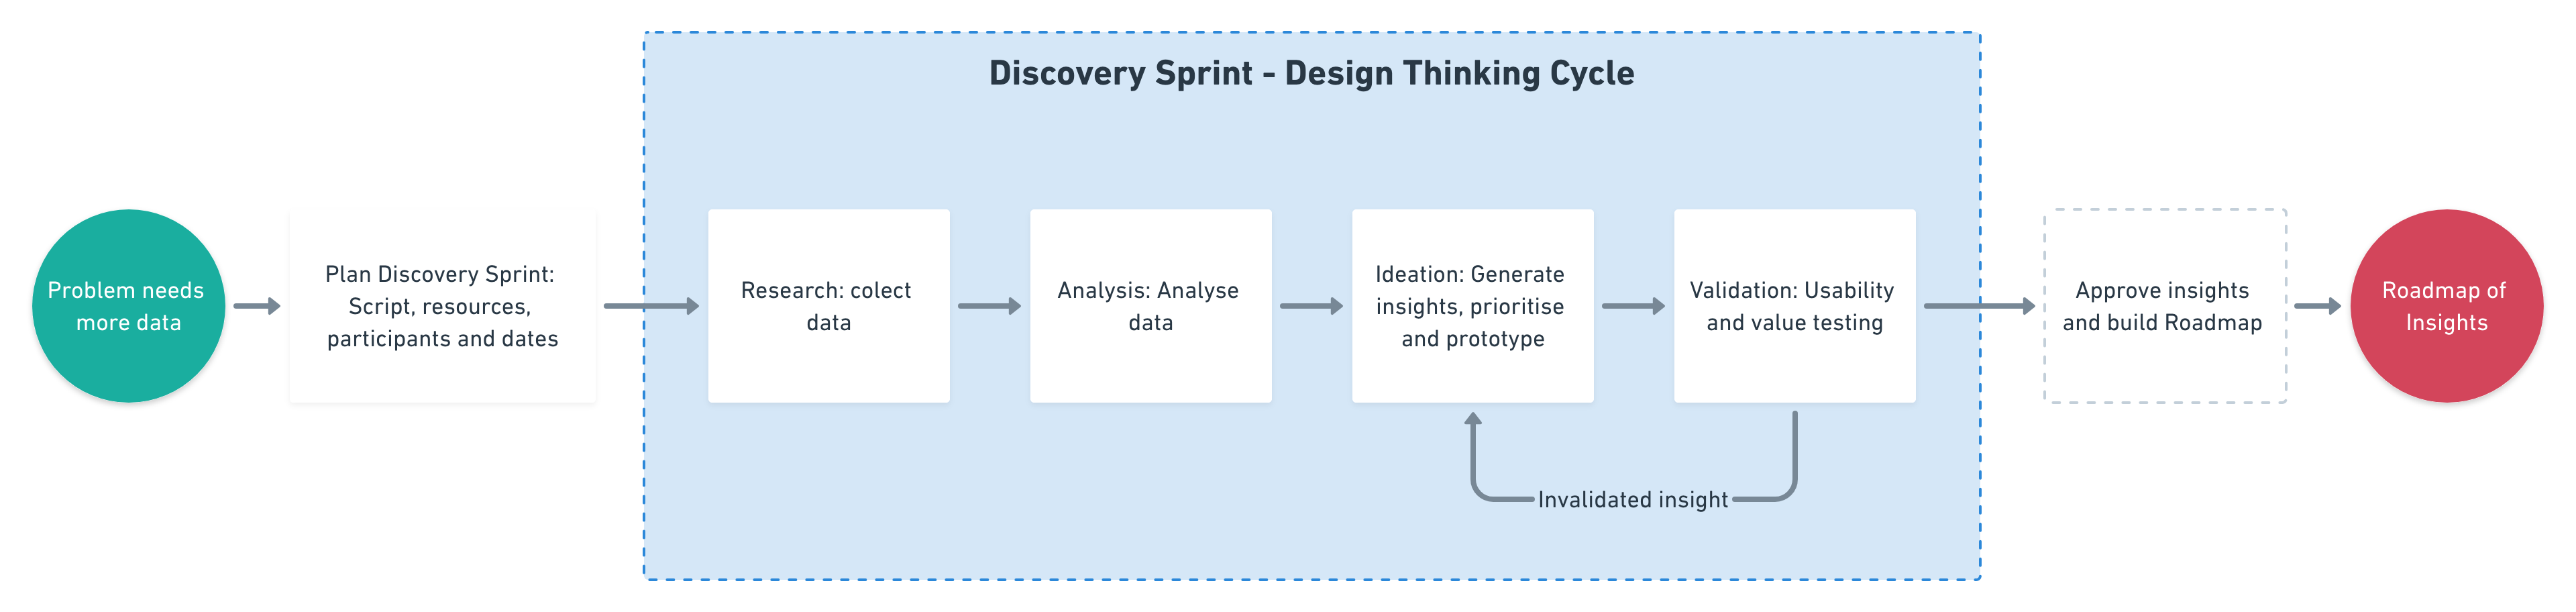 Discovery Sprint - Design Thinking Cycle
Problem needs
more data
Plan Discovery Sprint:
Script, resources,
participants and dates
Research: colect
data
Analysis: Analyse
data
Ideation: Generate
insights, prioritise
and prototype
Validation: Usability
and value testing
Approve insights
and build Roadmap
Roadmap of
Insights
Invalidated insight